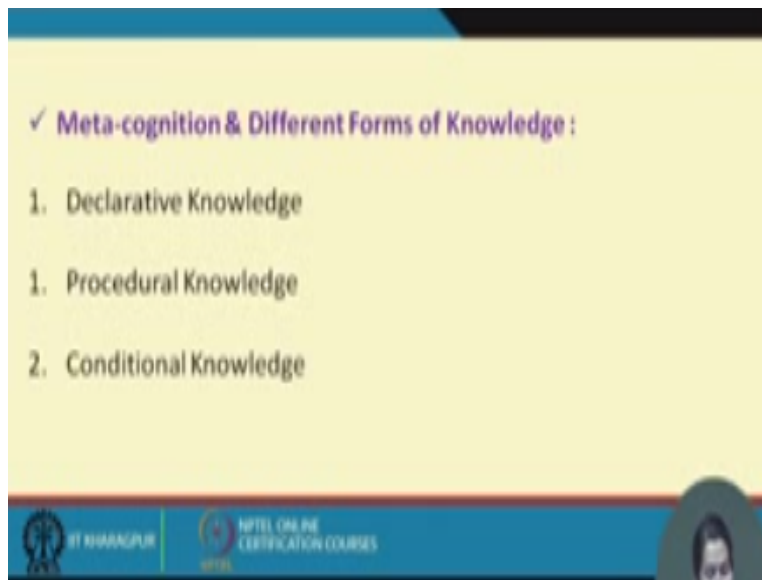 ✓ Meta-cognition & Different Forms of Knowledge :
1. Declarative Knowledge
1. Procedural Knowledge
2. Conditional Knowledge
IIT KHARAGPUR
NPTEL ONLINE
CERTIFICATION COURSES
NPTEL